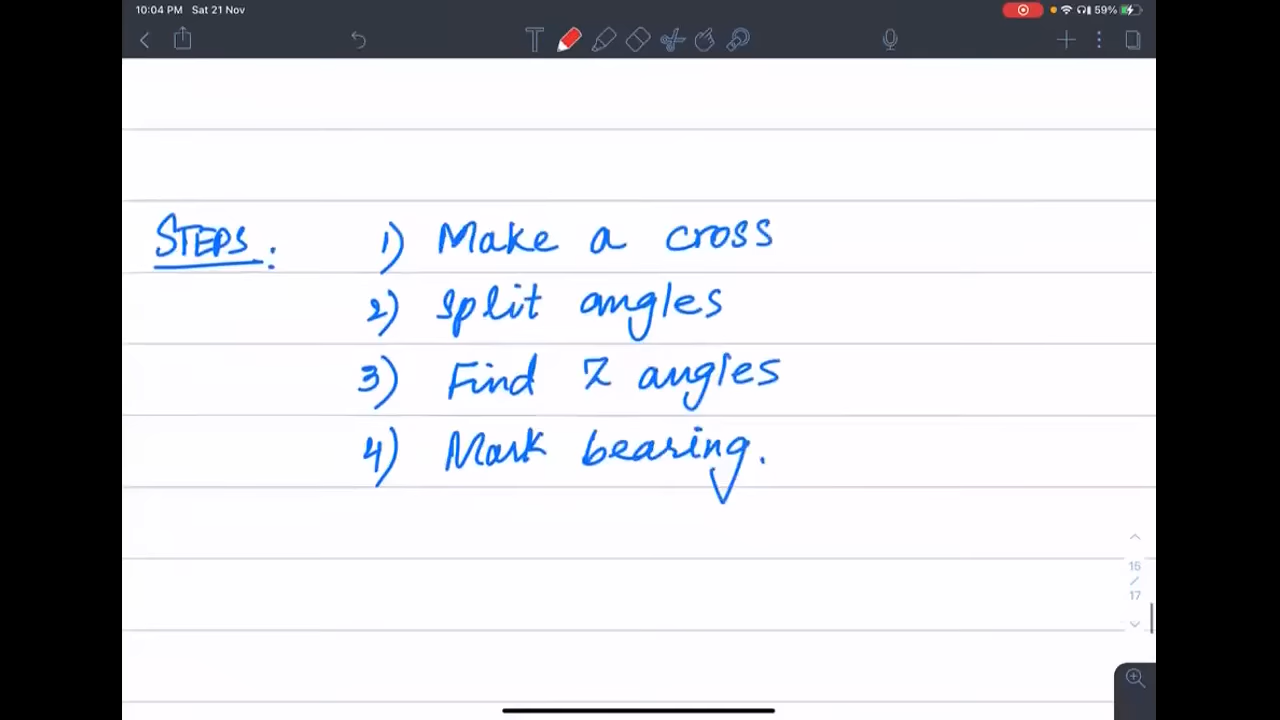 10:04 PM Sat 21 Nov 59%
STEPS: 1) Make a cross
2) split angles
3) Find Z angles
4) Mark bearing.
15
/
17